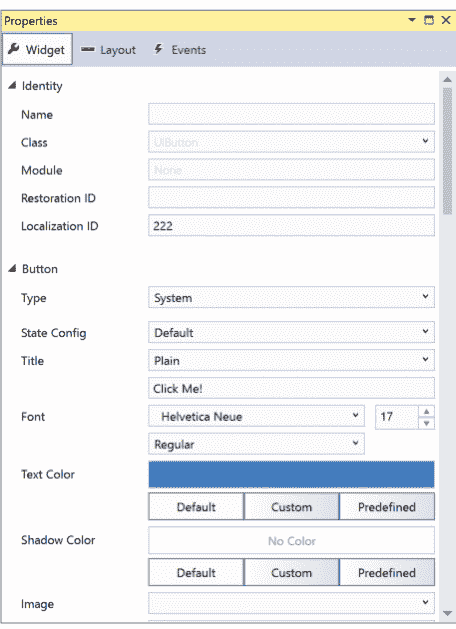 Properties
Widget Layout Events
Identity
Name
Class UIButton
Module None
Restoration ID
Localization ID 222
Button
Type System
State Config Default
Title Plain
Click Me!
Font Helvetica Neue 17
Regular
Text Color
Default Custom Predefined
Shadow Color No Color
Default Custom Predefined
Image